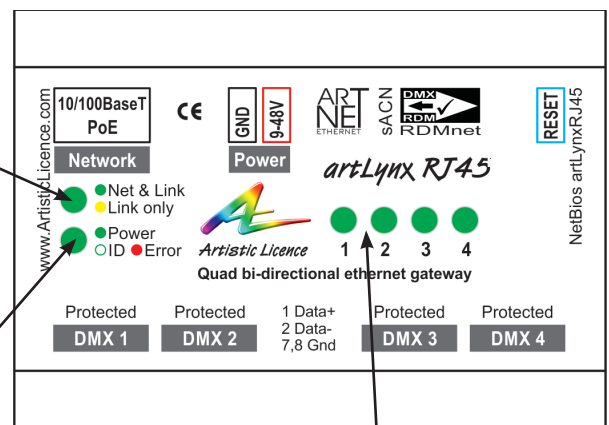 www.ArtisticLicence.com
10/100BaseT
PoE
Network
CE
GND
9-48V
Power
ART
NET
ETHERNET
sACN
DMX
RDM
RDMnet
RESET
NetBios artLynxRJ45
artLynx RJ45
Net & Link
Link only
Power
ID Error
Artistic Licence
1 2 3 4
Quad bi-directional ethernet gateway
Protected
DMX 1
Protected
DMX 2
1 Data+
2 Data-
7,8 Gnd
Protected
DMX 3
Protected
DMX 4